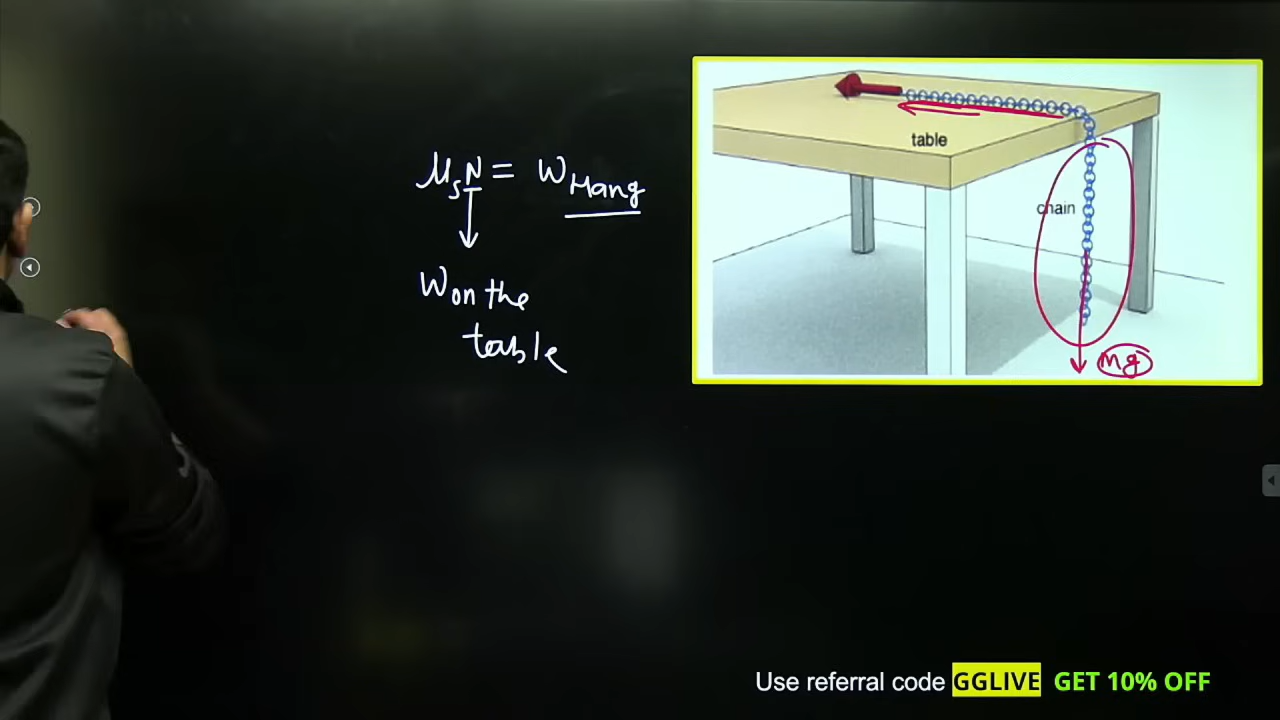 μsN = WHang
Won the
table
table
chain
mg
Use referral code GGLIVE GET 10% OFF